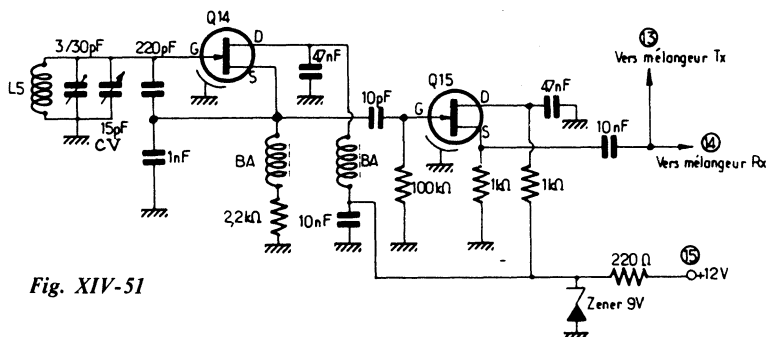 Q14
3/30pF
220pF
G
D
S
47nF
L5
15pF
CV
1nF
BA
2,2kΩ
BA
10nF
10pF
Q15
G
D
S
100kΩ
1kΩ
1kΩ
47nF
10nF
13
Vers mélangeur Tx
14
Vers mélangeur Rx
220 Ω
15
+12V
Zener 9V
Fig. XIV-51